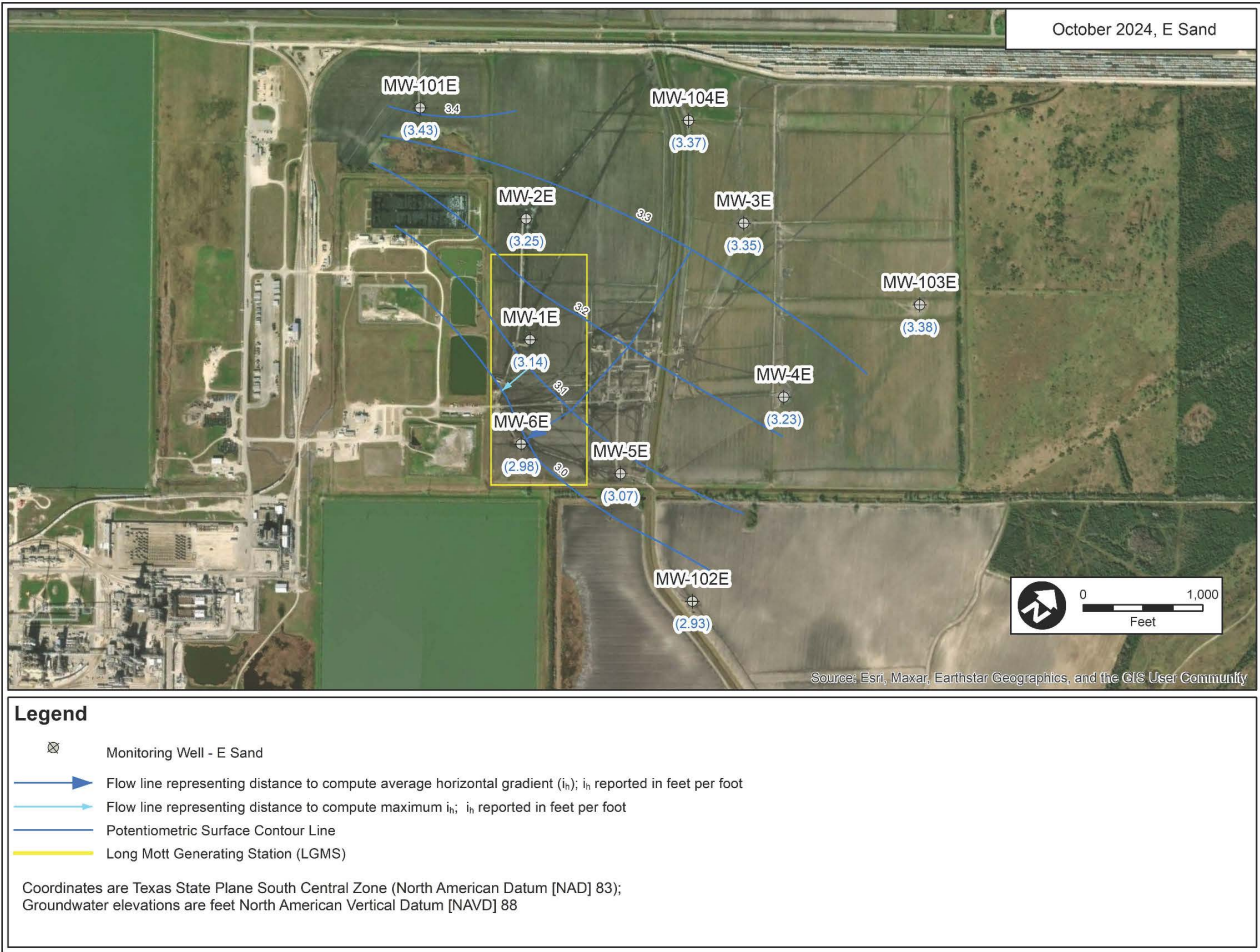 October 2024, E Sand
MW-101E
3.4
(3.43)
MW-104E
(3.37)
MW-2E
(3.25)
MW-3E
(3.35)
3.3
MW-103E
(3.38)
3.2
MW-1E
(3.14)
MW-4E
(3.23)
3.1
MW-6E
(2.98)
MW-5E
(3.07)
3.0
MW-102E
(2.93)
N
0 1,000
Feet
Source: Esri, Maxar, Earthstar Geographics, and the GIS User Community
Legend
Monitoring Well - E Sand
Flow line representing distance to compute average horizontal gradient (ih); ih reported in feet per foot
Flow line representing distance to compute maximum ih; ih reported in feet per foot
Potentiometric Surface Contour Line
Long Mott Generating Station (LGMS)
Coordinates are Texas State Plane South Central Zone (North American Datum [NAD] 83);
Groundwater elevations are feet North American Vertical Datum [NAVD] 88